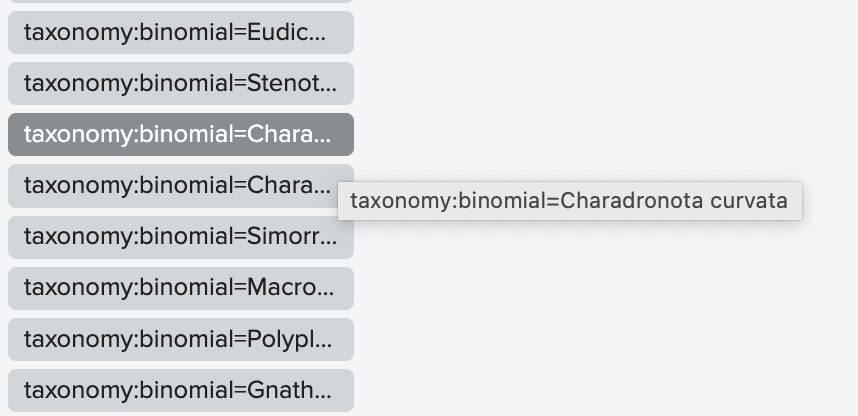 taxonomy:binomial=Eudic...
taxonomy:binomial=Stenot...
taxonomy:binomial=Chara...
taxonomy:binomial=Chara...
taxonomy:binomial=Charadronota curvata
taxonomy:binomial=Simorr...
taxonomy:binomial=Macro...
taxonomy:binomial=Polypl...
taxonomy:binomial=Gnath...